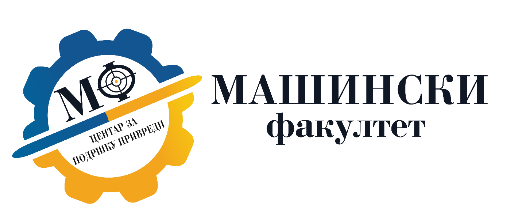 МФ
ЦЕНТАР ЗА
ПОДРШКУ ПРИВРЕДИ
МАШИНСКИ
факултет